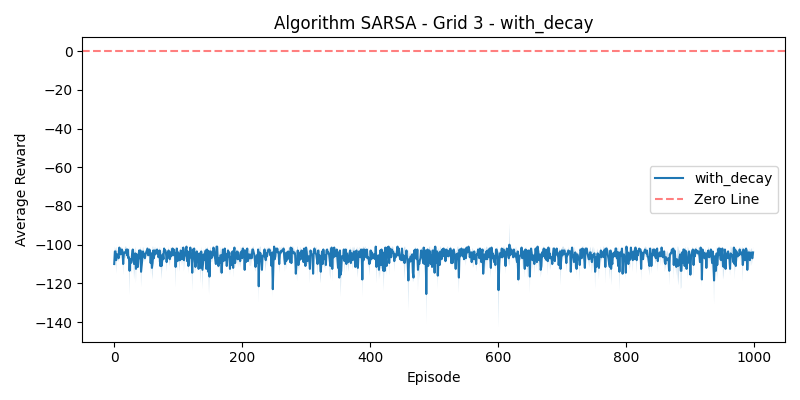 Algorithm SARSA - Grid 3 - with_decay
Average Reward
0
−20
−40
−60
−80
−100
−120
−140
with_decay
Zero Line
0
200
400
600
800
1000
Episode